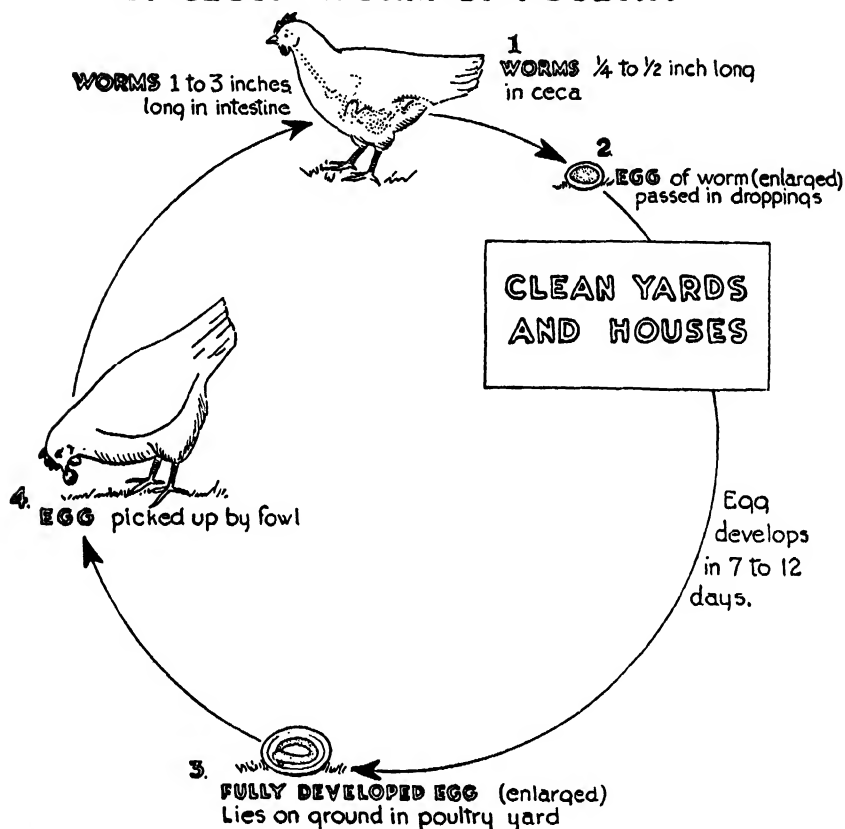 WORMS 1 to 3 inches
long in intestine
1
WORMS ¼ to ½ inch long
in ceca
2.
EGG of worm (enlarged)
passed in droppings
CLEAN YARDS
AND HOUSES
Egg
develops
in 7 to 12
days.
3.
FULLY DEVELOPED EGG (enlarged)
Lies on ground in poultry yard
4.
EGG picked up by fowl